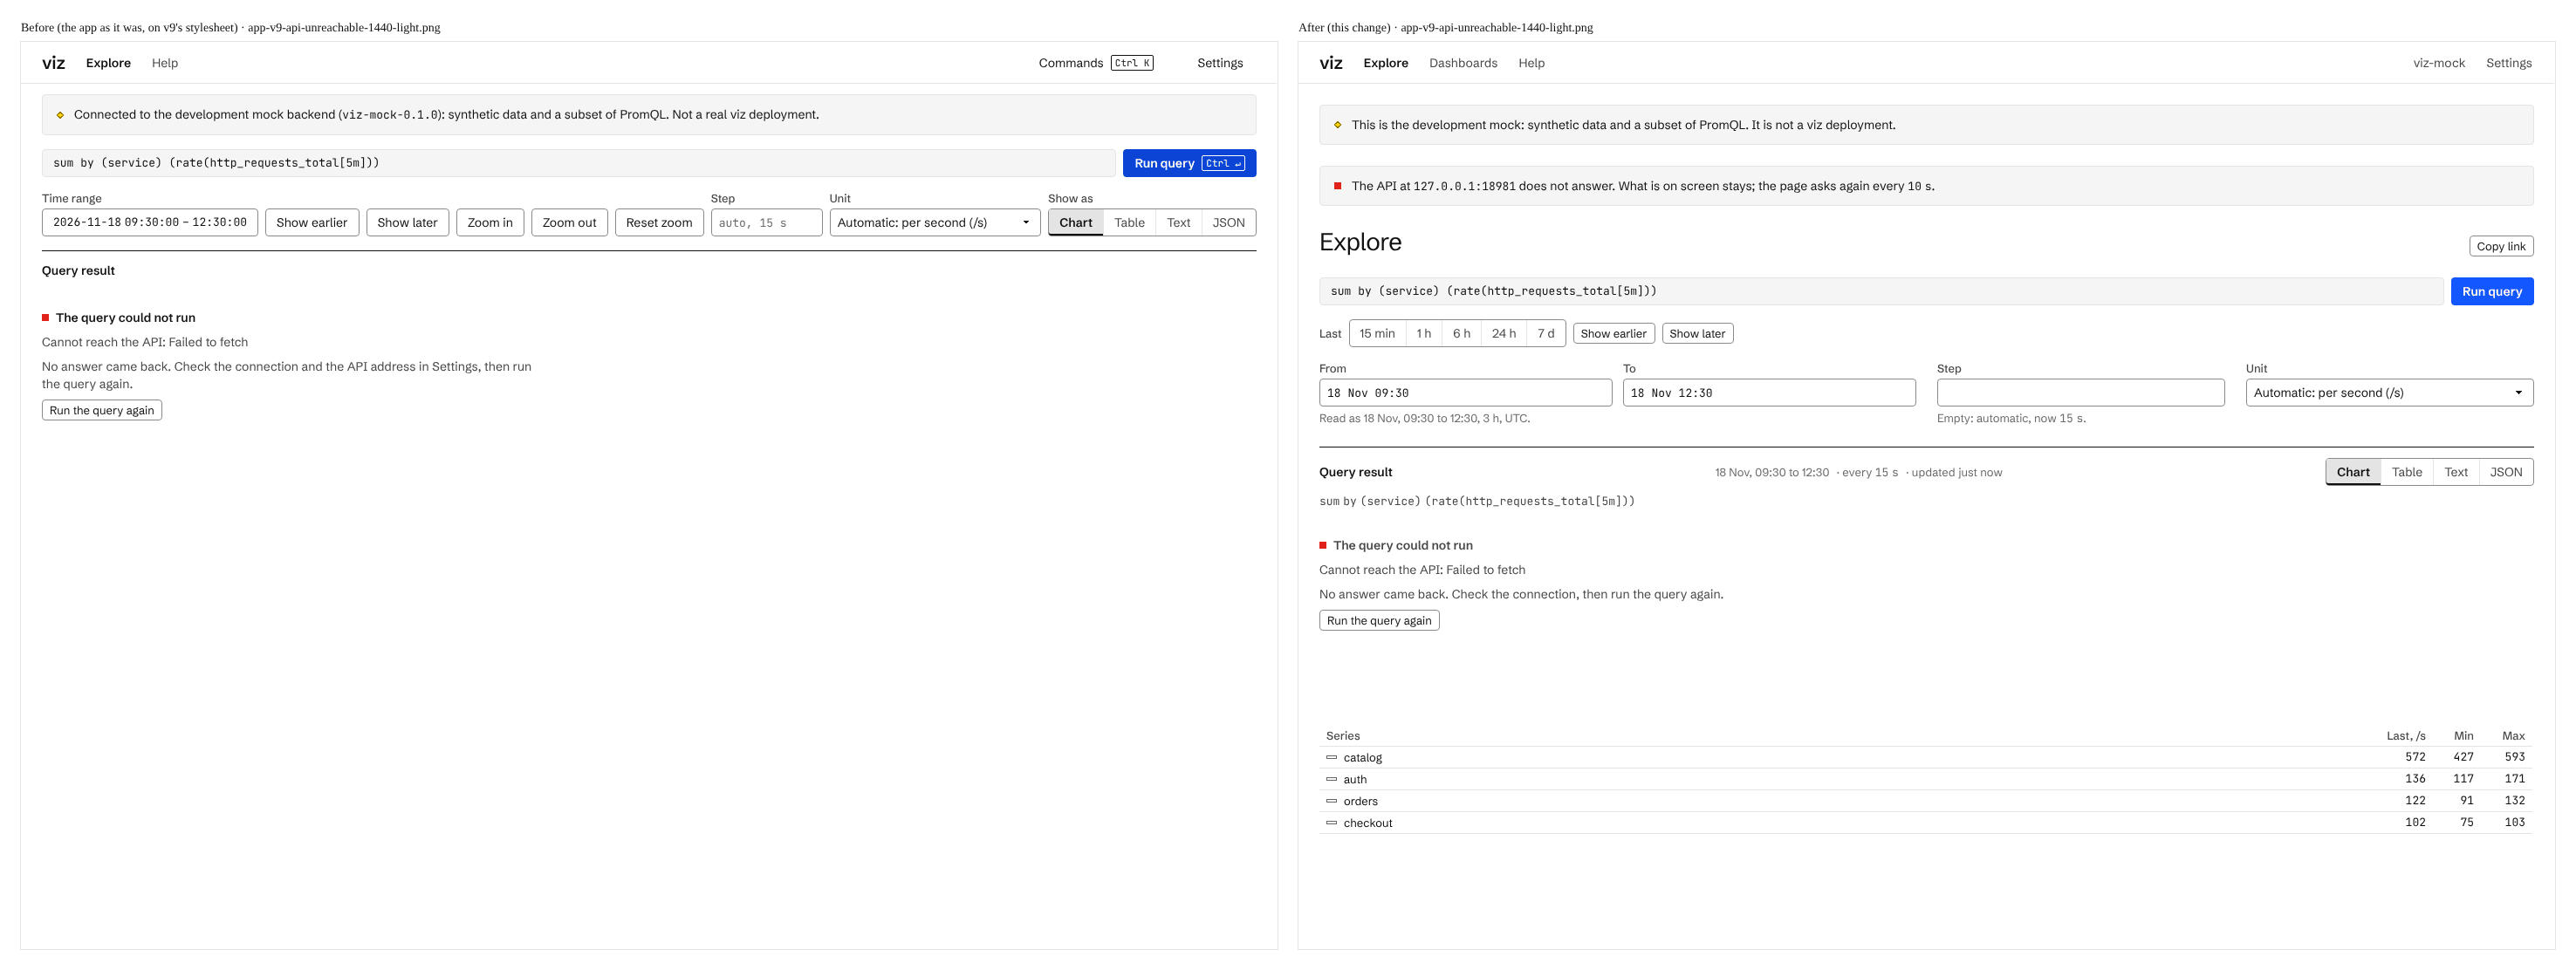 Before (the app as it was, on v9's stylesheet) · app-v9-api-unreachable-1440-light.png
viz Explore Help Commands Ctrl K Settings
Connected to the development mock backend (viz-mock-0.1.0): synthetic data and a subset of PromQL. Not a real viz deployment.
sum by (service) (rate(http_requests_total[5m])) Run query Ctrl ↵
Time range Step Unit Show as
2026-11-18 09:30:00 – 12:30:00 Show earlier Show later Zoom in Zoom out Reset zoom auto, 15 s Automatic: per second (/s) Chart Table Text JSON
Query result
The query could not run
Cannot reach the API: Failed to fetch
No answer came back. Check the connection and the API address in Settings, then run
the query again.
Run the query again
After (this change) · app-v9-api-unreachable-1440-light.png
viz Explore Dashboards Help viz-mock Settings
This is the development mock: synthetic data and a subset of PromQL. It is not a viz deployment.
The API at 127.0.0.1:18981 does not answer. What is on screen stays; the page asks again every 10 s.
Explore Copy link
sum by (service) (rate(http_requests_total[5m])) Run query
Last 15 min 1 h 6 h 24 h 7 d Show earlier Show later
From To Step Unit
18 Nov 09:30 18 Nov 12:30 Automatic: per second (/s)
Read as 18 Nov, 09:30 to 12:30, 3 h, UTC. Empty: automatic, now 15 s.
Query result 18 Nov, 09:30 to 12:30 · every 15 s · updated just now Chart Table Text JSON
sum by (service) (rate(http_requests_total[5m]))
The query could not run
Cannot reach the API: Failed to fetch
No answer came back. Check the connection, then run the query again.
Run the query again
Series Last, /s Min Max
catalog 572 427 593
auth 136 117 171
orders 122 91 132
checkout 102 75 103